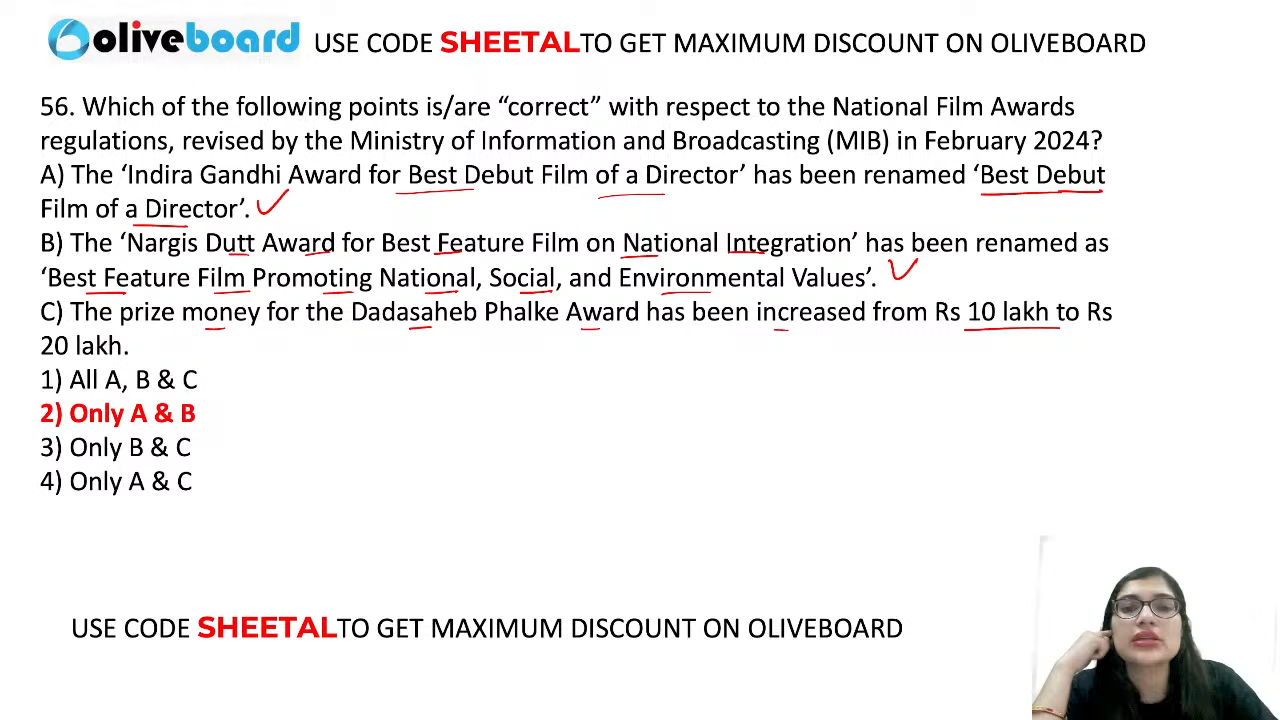 oliveboard USE CODE SHEETAL TO GET MAXIMUM DISCOUNT ON OLIVEBOARD
56. Which of the following points is/are “correct” with respect to the National Film Awards
regulations, revised by the Ministry of Information and Broadcasting (MIB) in February 2024?
A) The ‘Indira Gandhi Award for Best Debut Film of a Director’ has been renamed ‘Best Debut
Film of a Director’.
B) The ‘Nargis Dutt Award for Best Feature Film on National Integration’ has been renamed as
‘Best Feature Film Promoting National, Social, and Environmental Values’.
C) The prize money for the Dadasaheb Phalke Award has been increased from Rs 10 lakh to Rs
20 lakh.
1) All A, B & C
2) Only A & B
3) Only B & C
4) Only A & C
USE CODE SHEETAL TO GET MAXIMUM DISCOUNT ON OLIVEBOARD